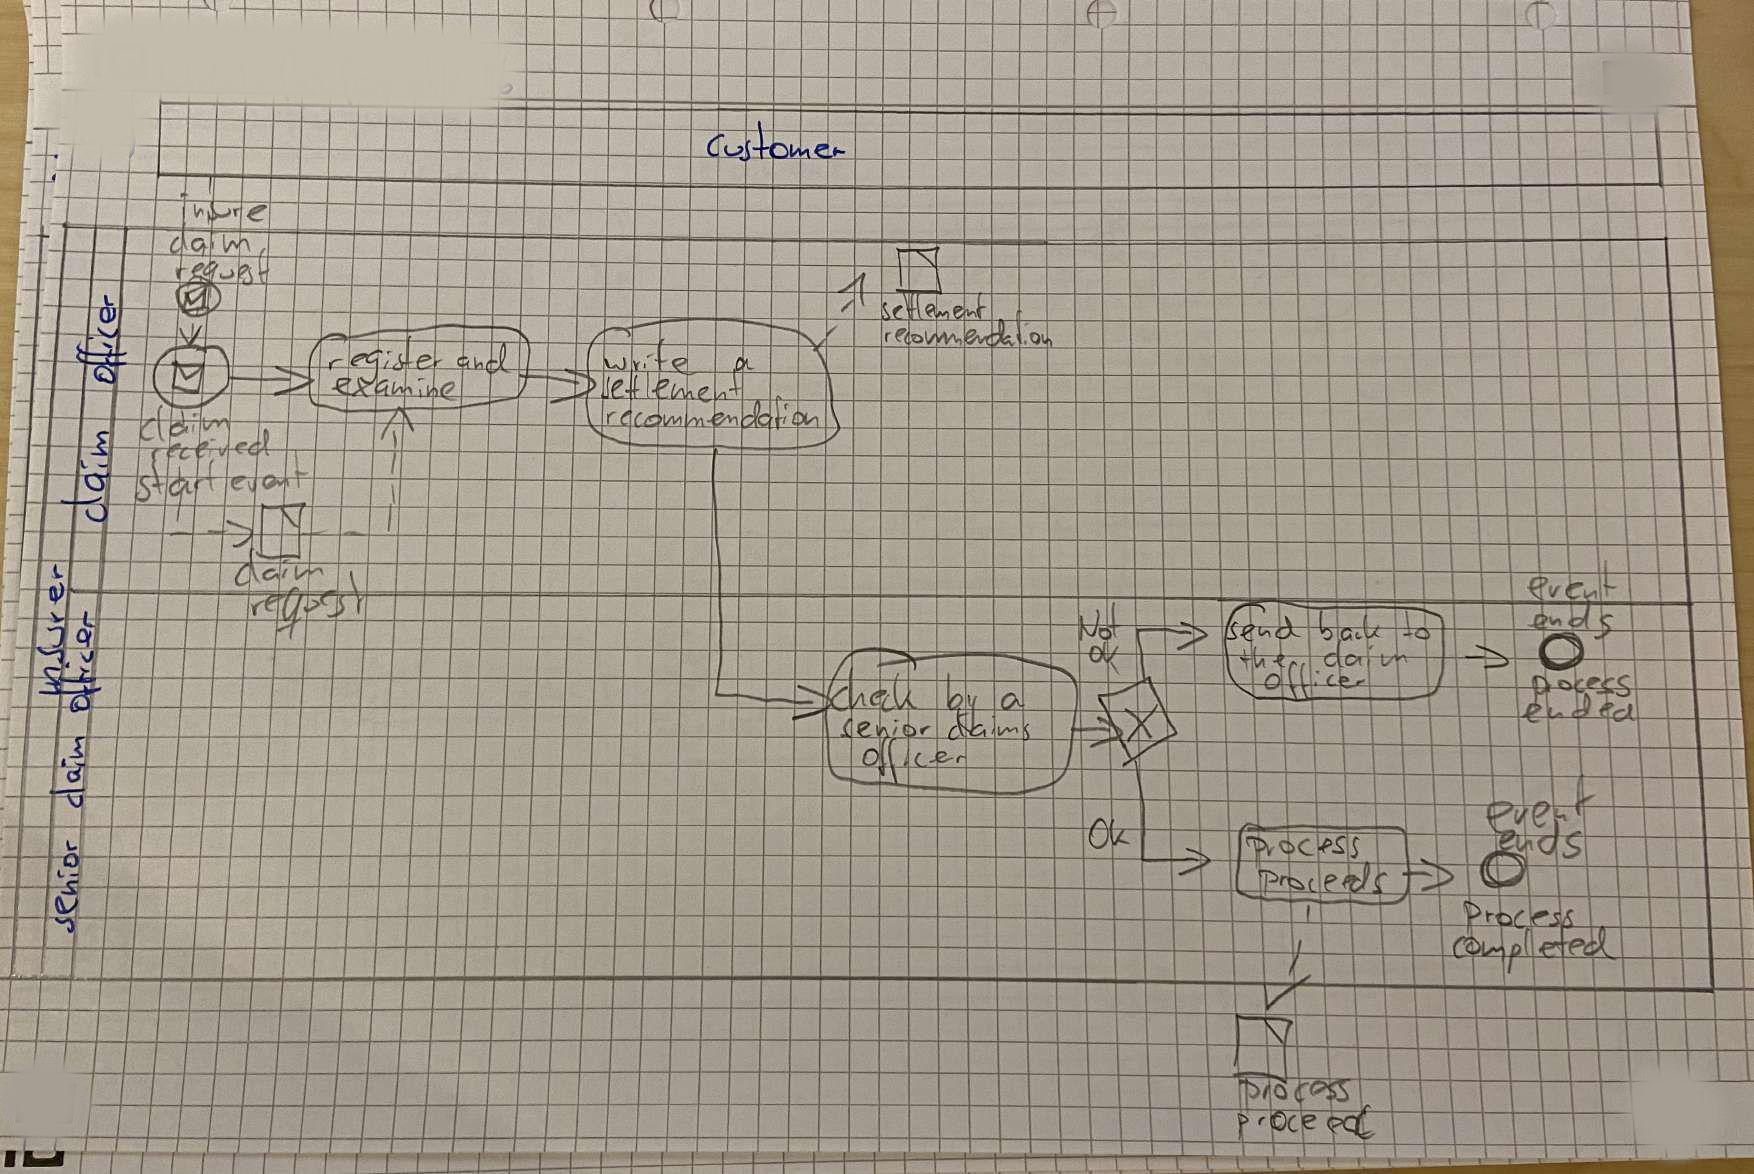 Customer
insure
claim
request
claim officer
register and
examine
write a
settlement
recommendation
settlement
recommendation
claim
received
start event
claim
request
insurer
senior claim officer
Not
ok
send back to
the claim
officer
event
ends
process
ended
check by a
senior claims
officer
X
Ok
process
proceeds
event
ends
Process
completed
process
proceed